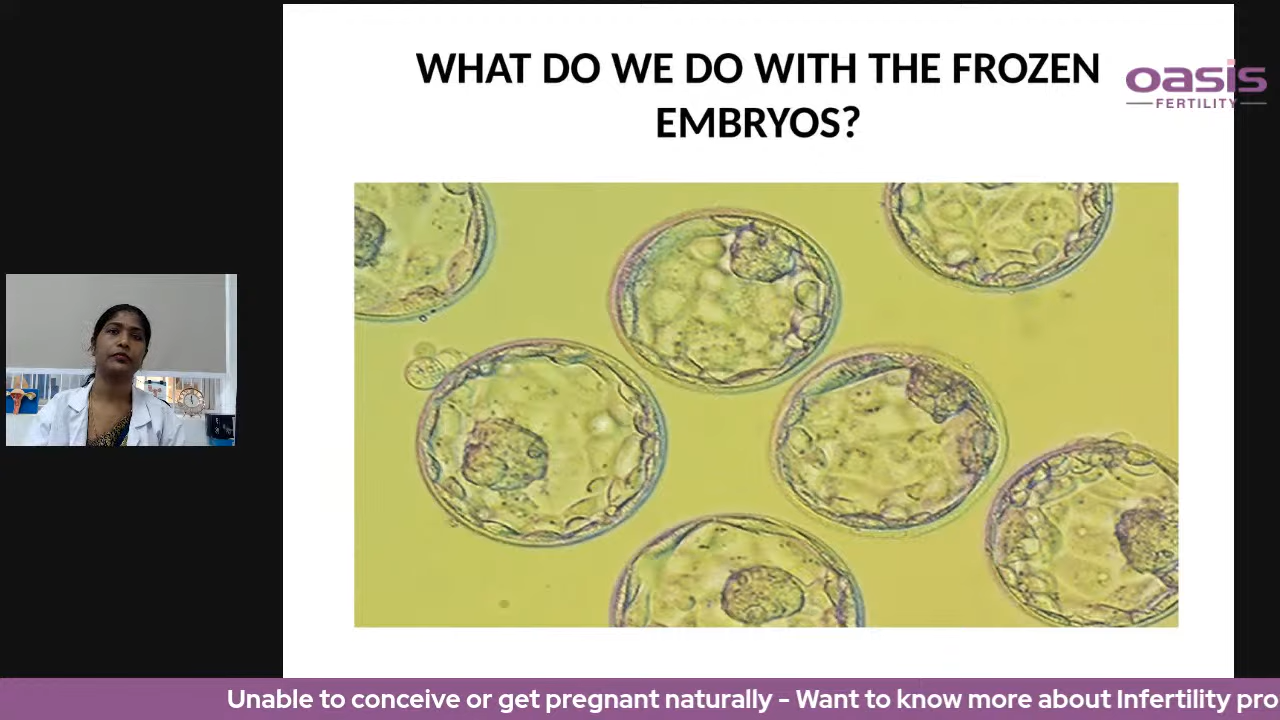 WHAT DO WE DO WITH THE FROZEN
EMBRYOS?
oasis
FERTILITY
Unable to conceive or get pregnant naturally - Want to know more about Infertility pro